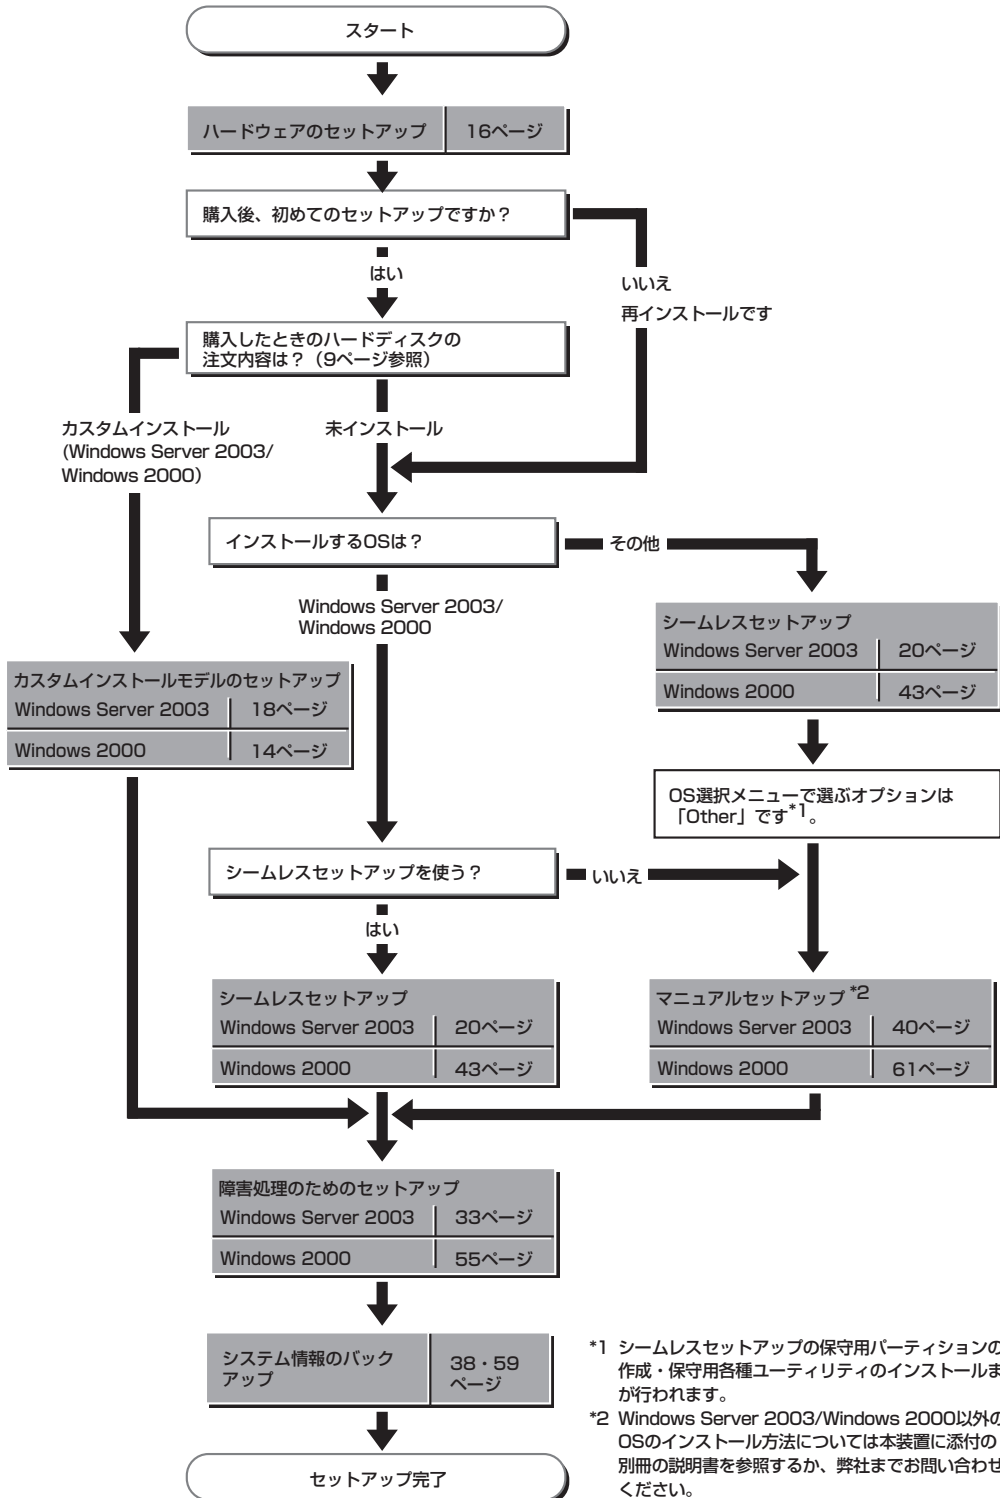 スタート
ハードウェアのセットアップ 16ページ
購入後、初めてのセットアップですか？
はい
いいえ
再インストールです
購入したときのハードディスクの
注文内容は？（9ページ参照）
カスタムインストール
(Windows Server 2003/
Windows 2000)
未インストール
インストールするOSは？
その他
Windows Server 2003/
Windows 2000
シームレスセットアップ
Windows Server 2003 20ページ
Windows 2000 43ページ
カスタムインストールモデルのセットアップ
Windows Server 2003 18ページ
Windows 2000 14ページ
OS選択メニューで選ぶオプションは
「Other」です*1。
シームレスセットアップを使う？
いいえ
はい
シームレスセットアップ
Windows Server 2003 20ページ
Windows 2000 43ページ
マニュアルセットアップ *2
Windows Server 2003 40ページ
Windows 2000 61ページ
障害処理のためのセットアップ
Windows Server 2003 33ページ
Windows 2000 55ページ
システム情報のバック
アップ
38・59
ページ
セットアップ完了
*1 シームレスセットアップの保守用パーティションの
作成・保守用各種ユーティリティのインストールま
が行われます。
*2 Windows Server 2003/Windows 2000以外の
OSのインストール方法については本装置に添付の
別冊の説明書を参照するか、弊社までお問い合わせ
ください。